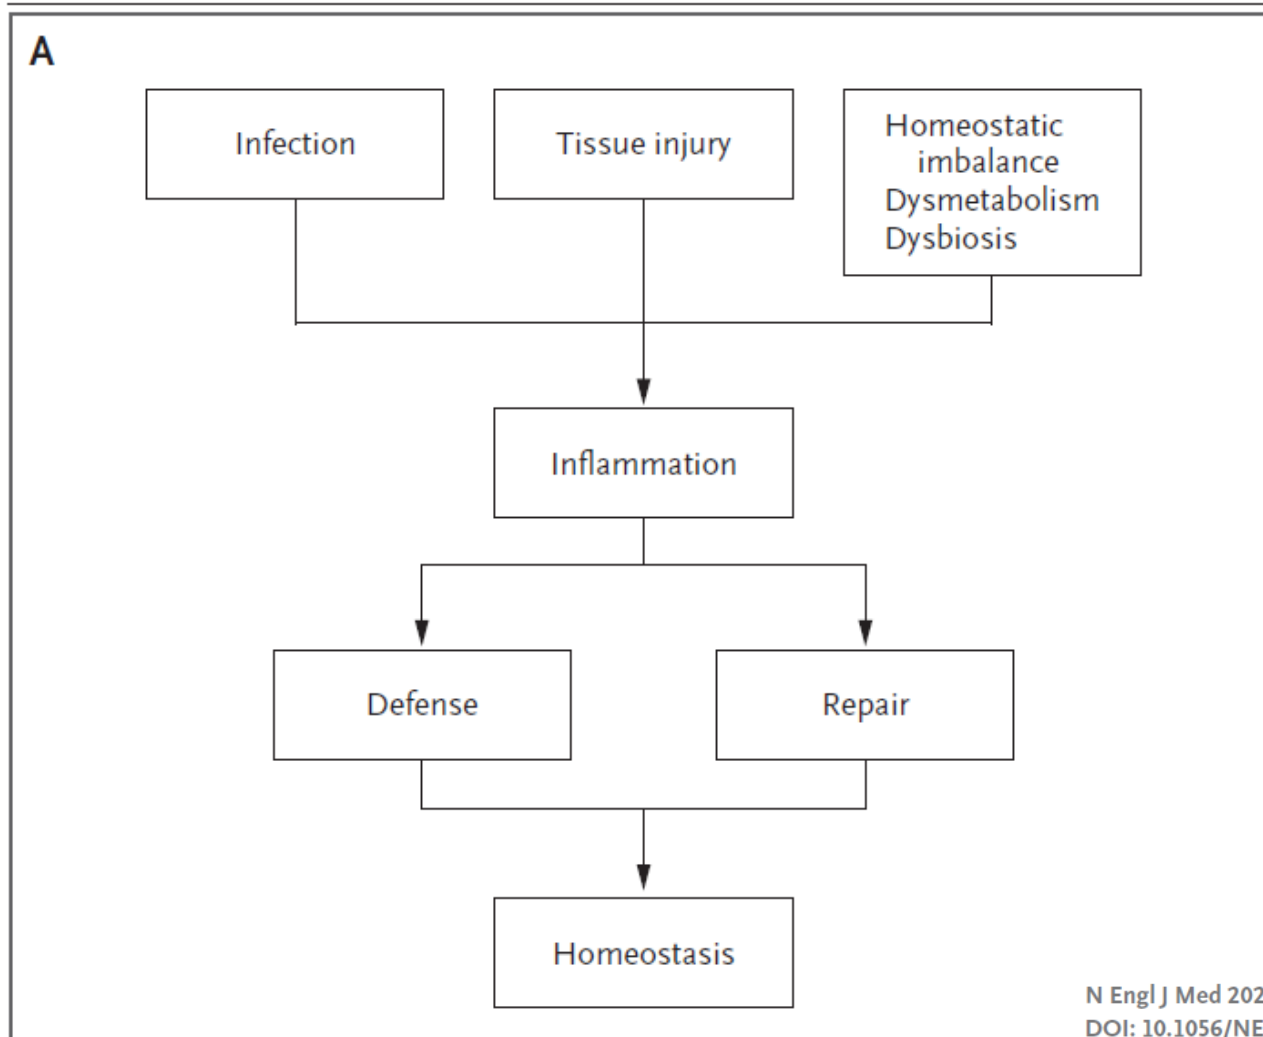 A
Infection
Tissue injury
Homeostatic
imbalance
Dysmetabolism
Dysbiosis
Inflammation
Defense
Repair
Homeostasis
N Engl J Med 202
DOI: 10.1056/NE